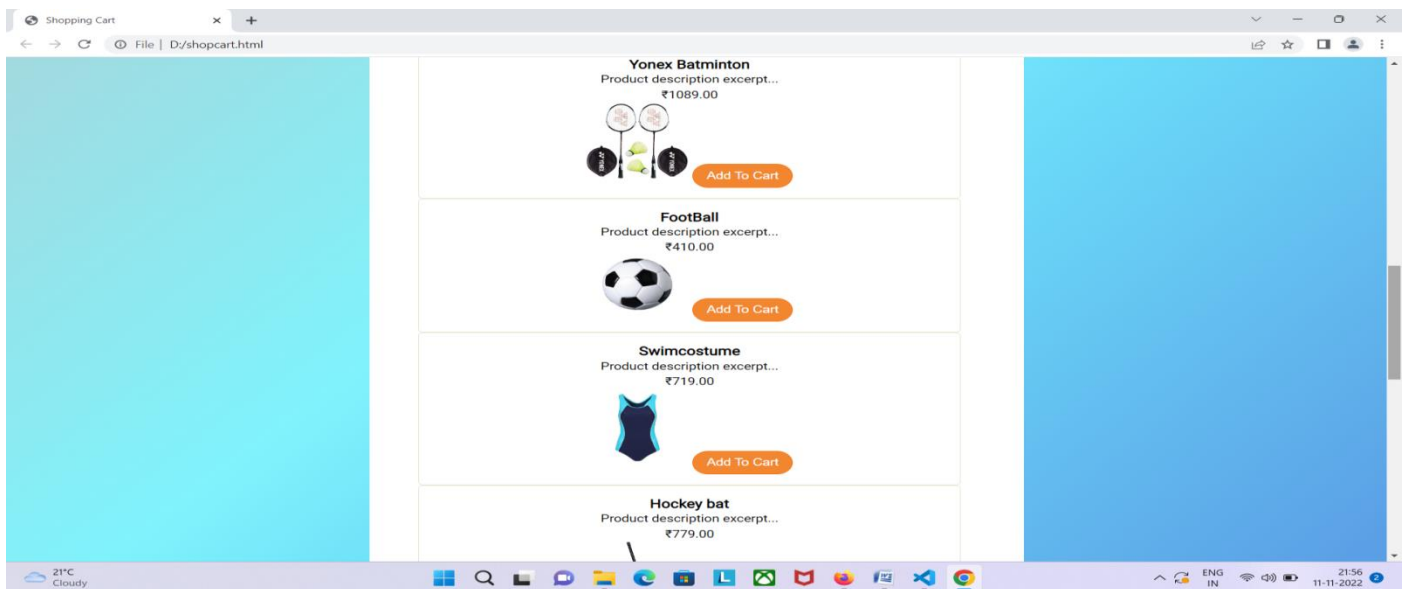 Shopping Cart
File | D:/shopcart.html
Yonex Batminton
Product description excerpt...
₹1089.00
Add To Cart
FootBall
Product description excerpt...
₹410.00
Add To Cart
Swimcostume
Product description excerpt...
₹719.00
Add To Cart
Hockey bat
Product description excerpt...
₹779.00
21°C
Cloudy
ENG
IN
21:56
11-11-2022
2